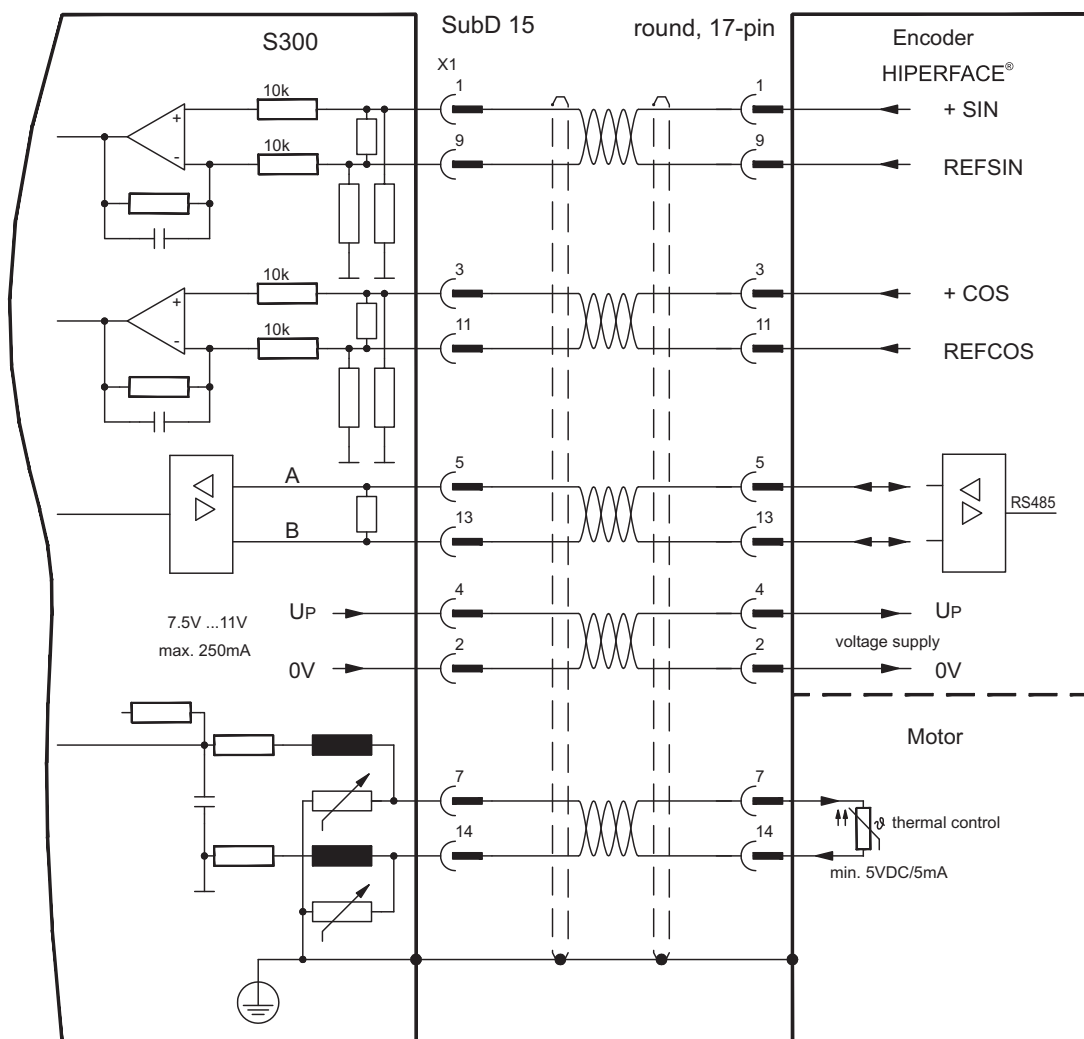 S300
SubD 15
round, 17-pin
Encoder
HIPERFACE®
X1
10k
+
1
1
+ SIN
-
10k
9
9
REFSIN
10k
+
3
3
+ COS
-
10k
11
11
REFCOS
A
5
5
RS485
B
13
13
7.5V ...11V
max. 250mA
UP
4
4
UP
voltage supply
0V
2
2
0V
Motor
7
7
ϑ thermal control
14
14
min. 5VDC/5mA